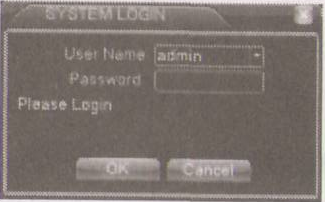 SYSTEM LOGIN
User Name admin
Password
Please Login
OK Cancel